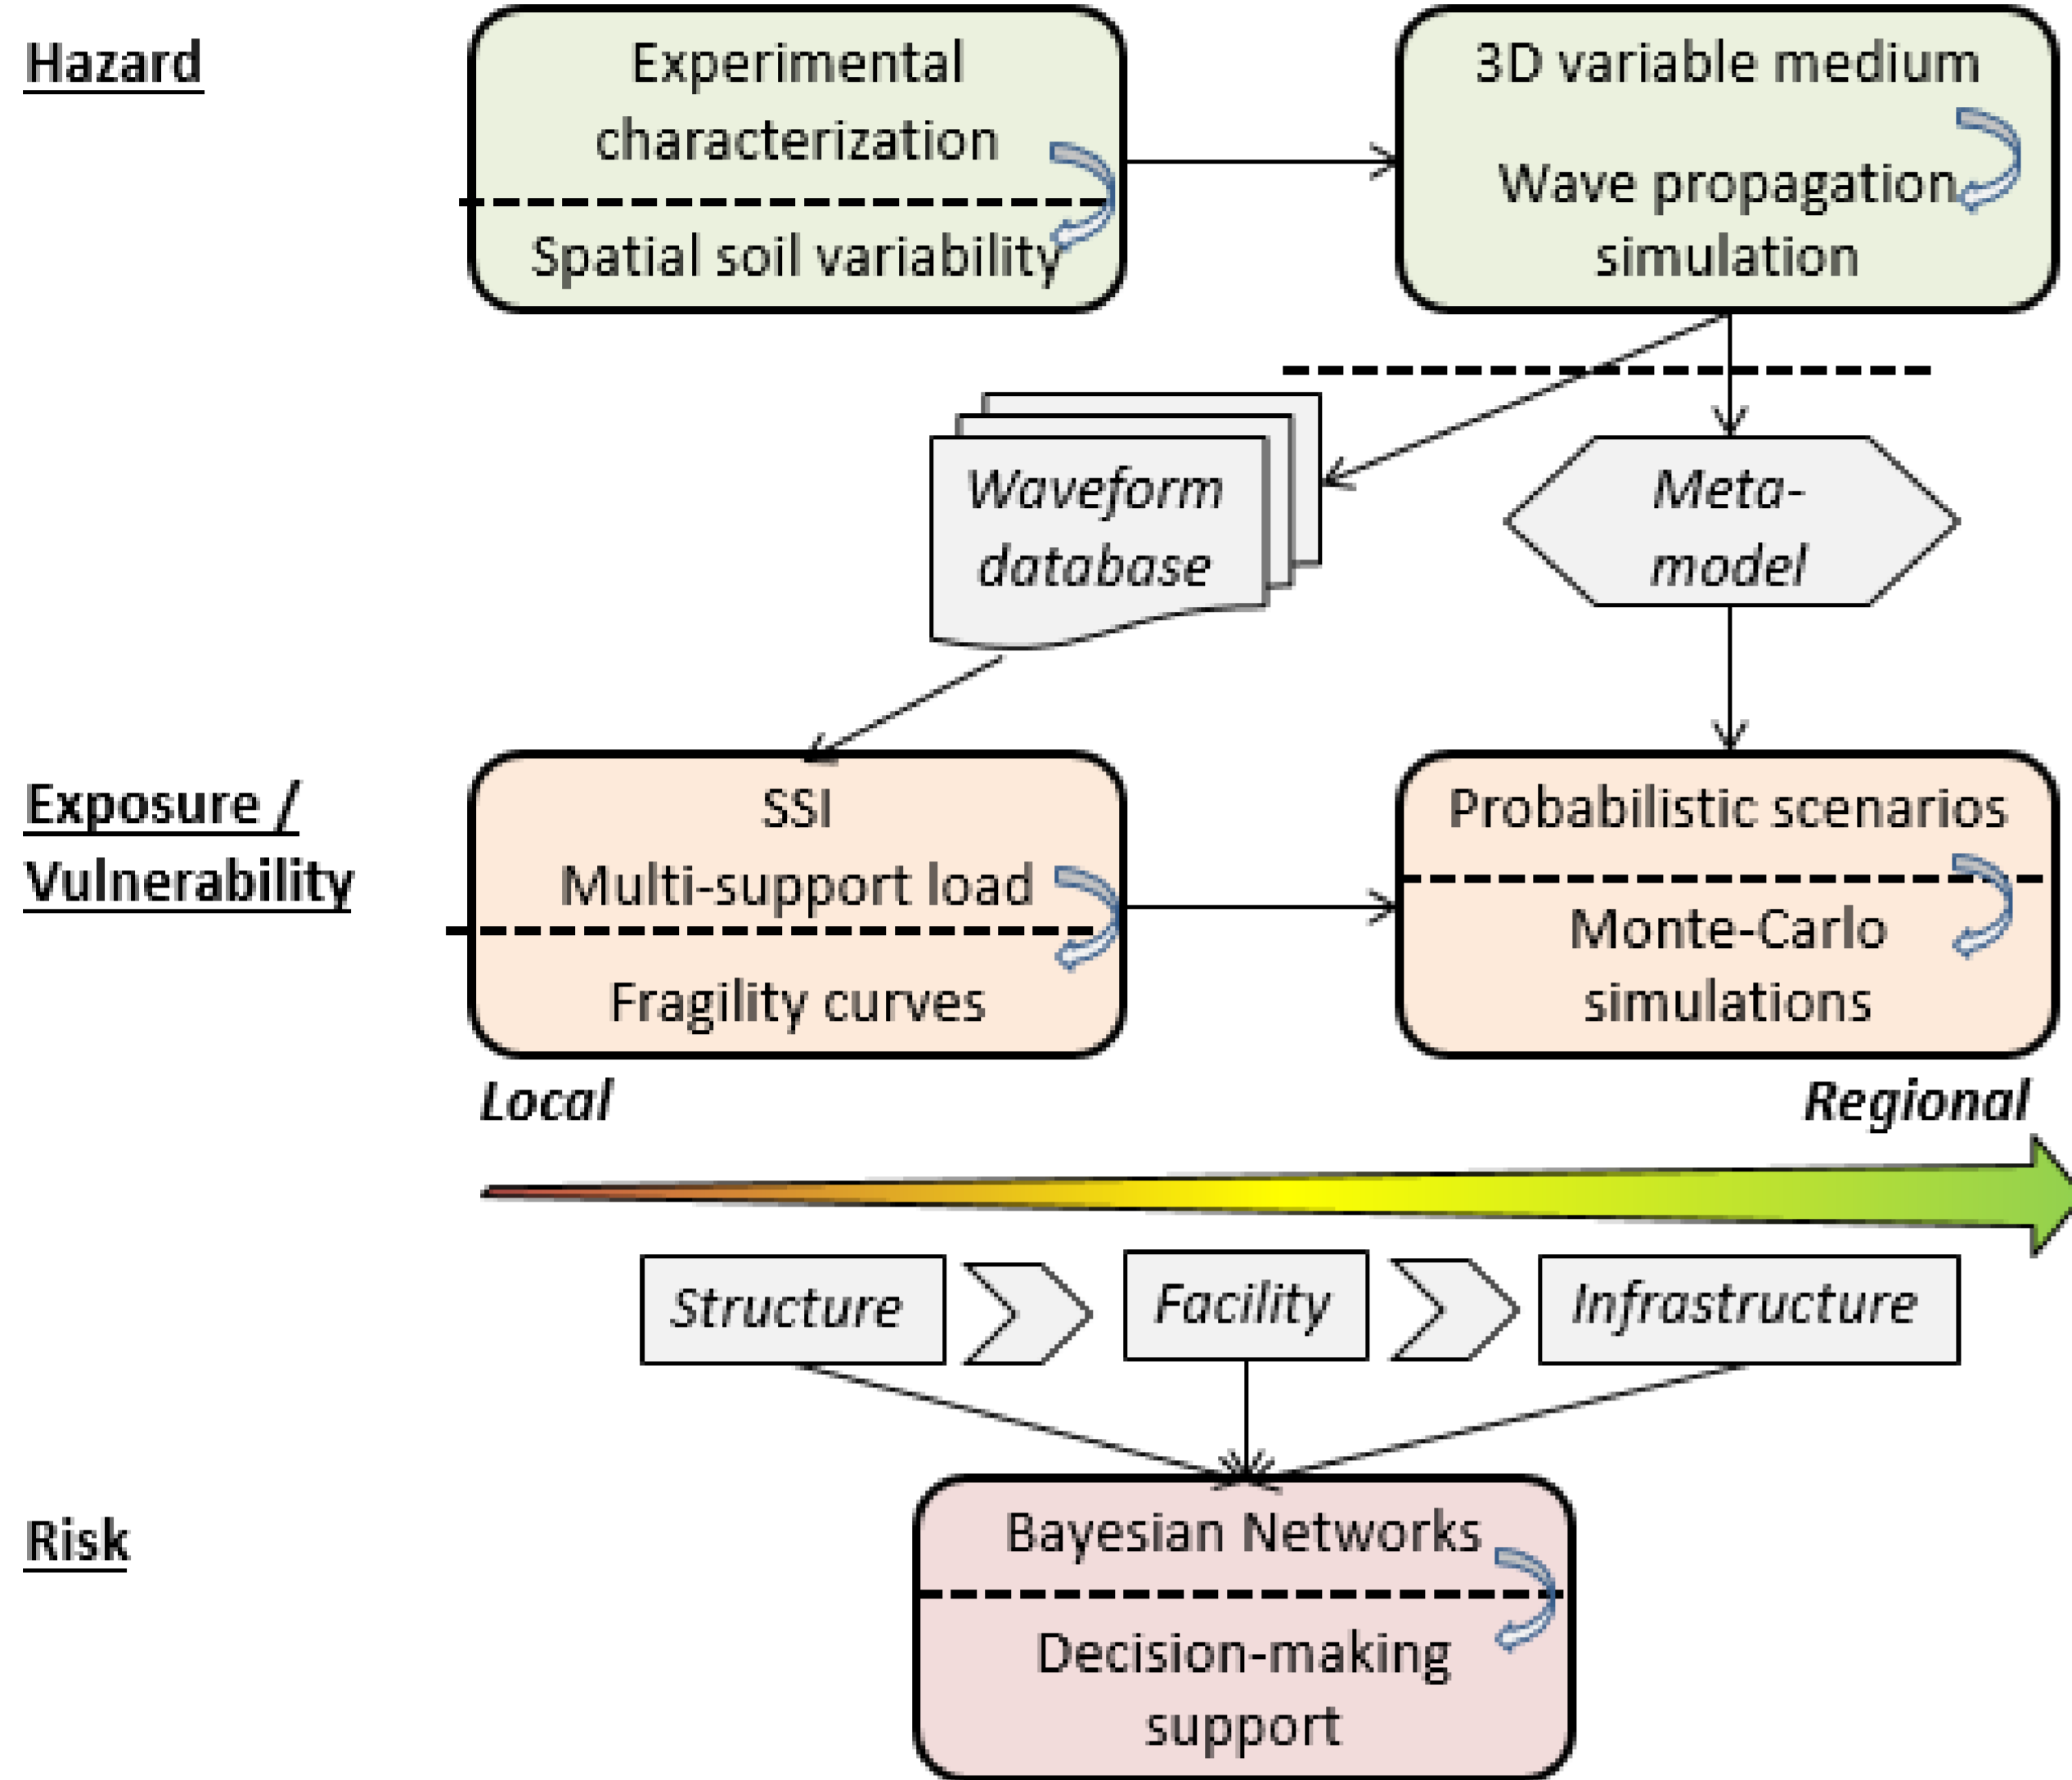 Hazard
Experimental
characterization
Spatial soil variability
3D variable medium
Wave propagation
simulation
Waveform
database
Meta-
model
Exposure /
Vulnerability
SSI
Multi-support load
Fragility curves
Probabilistic scenarios
Monte-Carlo
simulations
Local
Regional
Structure
Facility
Infrastructure
Risk
Bayesian Networks
Decision-making
support